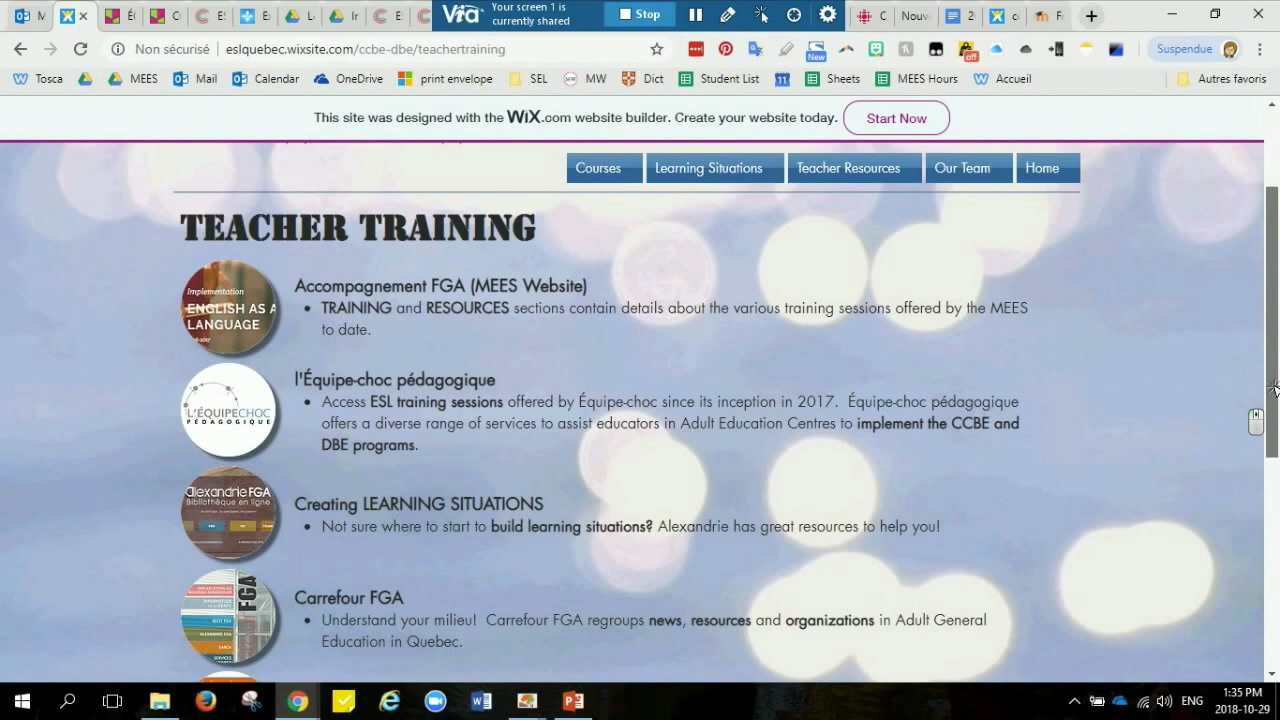 Your screen 1 is
Via
currently shared
Stop
M
E
Nouv
2
Non sécurisé
eslquebec.wixsite.com/ccbe-dbe/teachertraining
New
off
Suspendue
Tosca
MEES
Mail
Calendar
OneDrive
print envelope
SEL
MW
Dict
Student List
11
Sheets
MEES Hours
Accueil
Autres favoris
This site was designed with the WiX.com website builder. Create your website today.
Start Now
Courses
Learning Situations
Teacher Resources
Our Team
Home
TEACHER TRAINING
Implementation
ENGLISH AS A
LANGUAGE
Accompagnement FGA (MEES Website)
• TRAINING and RESOURCES sections contain details about the various training sessions offered by the MEES
to date.
L'ÉQUIPECHOC
PÉDAGOGIQUE
l'Équipe-choc pédagogique
• Access ESL training sessions offered by Équipe-choc since its inception in 2017. Équipe-choc pédagogique
offers a diverse range of services to assist educators in Adult Education Centres to implement the CCBE and
DBE programs.
alexandrie FGA
Bibliothèque en ligne
Creating LEARNING SITUATIONS
• Not sure where to start to build learning situations? Alexandrie has great resources to help you!
FGA
Carrefour FGA
• Understand your milieu! Carrefour FGA regroups news, resources and organizations in Adult General
Education in Quebec.
ENG
1:35 PM
2018-10-29